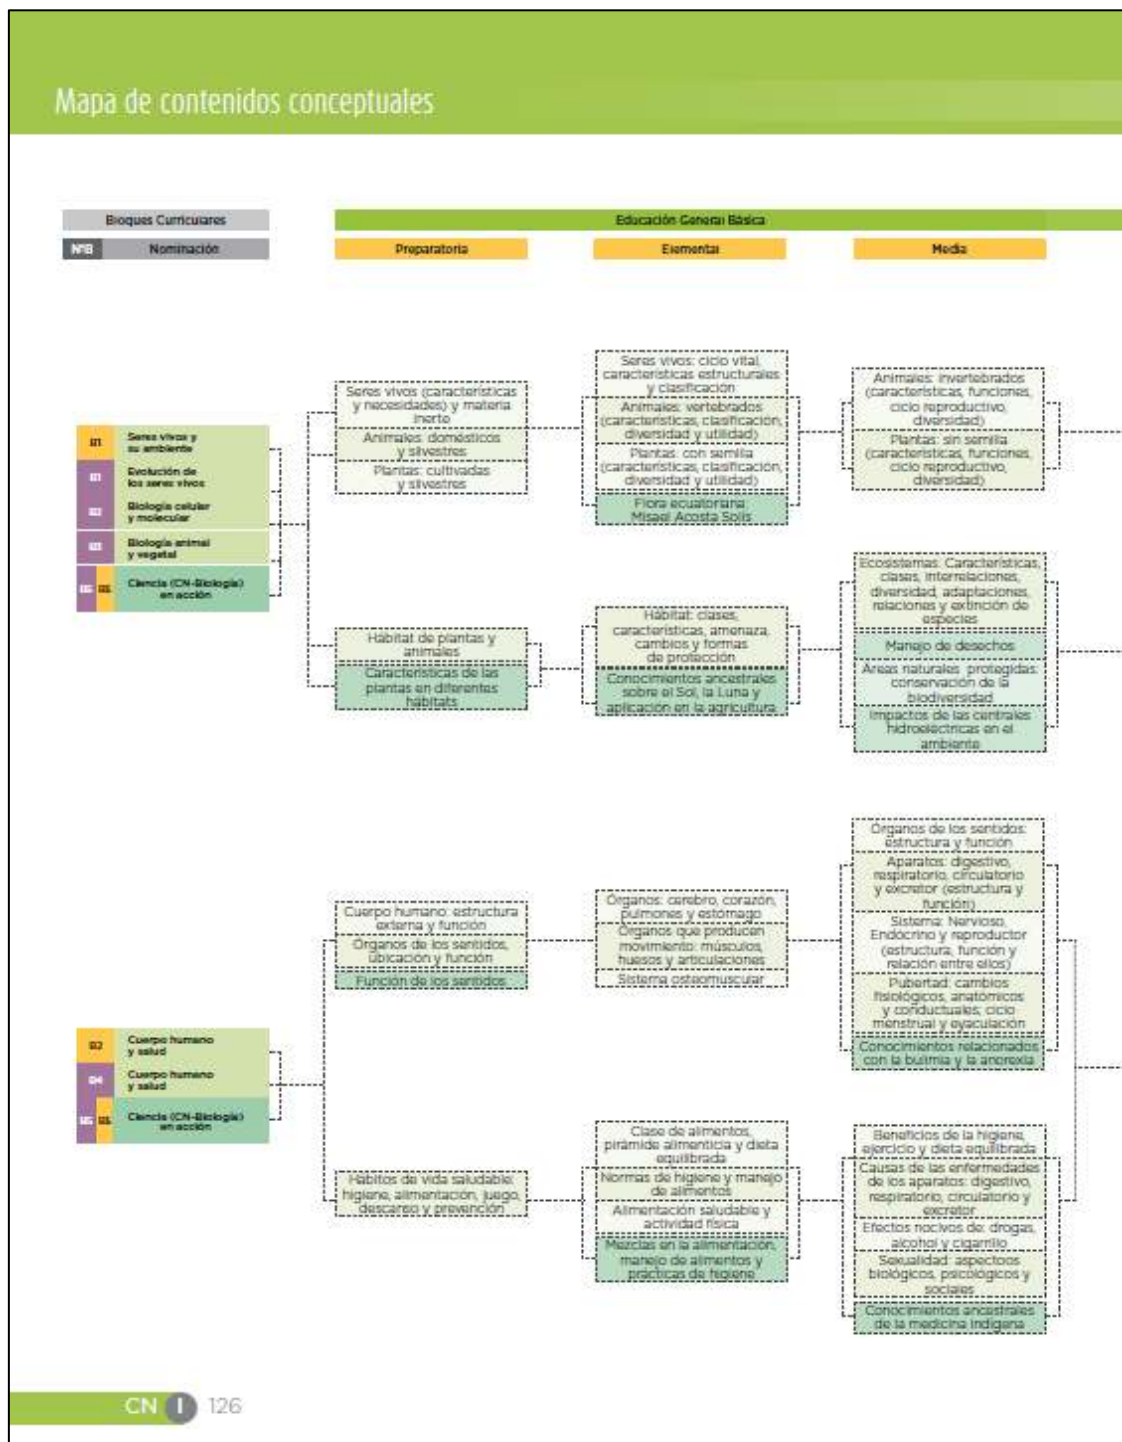 Mapa de contenidos conceptuales
Bloques Curriculares
Educación General Básica
NºB
Nominación
Preparatoria
Elemental
Media
B1
Seres vivos y
su ambiente
B1
Evolución de
los seres vivos
B2
Biología celular
y molecular
B3
Biología animal
y vegetal
B5
B5
Ciencia (CN-Biología)
en acción
Seres vivos (características
y necesidades) y materia
inerte
Animales: domésticos
y silvestres
Plantas: cultivadas
y silvestres
Seres vivos: ciclo vital,
características estructurales
y clasificación
Animales: vertebrados
(características, clasificación,
diversidad y utilidad)
Plantas: con semilla
(características, clasificación,
diversidad y utilidad)
Flora ecuatoriana:
Misael Acosta Solís
Animales: invertebrados
(características, funciones,
ciclo reproductivo,
diversidad)
Plantas: sin semilla
(características, funciones,
ciclo reproductivo,
diversidad)
Hábitat de plantas y
animales
Características de las
plantas en diferentes
hábitats
Hábitat: clases,
características, amenaza,
cambios y formas
de protección
Conocimientos ancestrales
sobre el Sol, la Luna y
aplicación en la agricultura
Ecosistemas: Características,
clases, interrelaciones,
diversidad, adaptaciones,
relaciones y extinción de
especies
Manejo de desechos
Áreas naturales protegidas:
conservación de la
biodiversidad
Impactos de las centrales
hidroeléctricas en el
ambiente
B2
Cuerpo humano
y salud
B4
Cuerpo humano
y salud
B5
B5
Ciencia (CN-Biología)
en acción
Cuerpo humano: estructura
externa y función
Órganos de los sentidos,
ubicación y función
Función de los sentidos
Órganos: cerebro, corazón,
pulmones y estómago
Órganos que producen
movimiento: músculos,
huesos y articulaciones
Sistema osteomuscular
Órganos de los sentidos:
estructura y función
Aparatos: digestivo,
respiratorio, circulatorio
y excretor (estructura y
función)
Sistema: Nervioso,
Endócrino y reproductor
(estructura, función y
relación entre ellos)
Pubertad: cambios
fisiológicos, anatómicos
y conductuales; ciclo
menstrual y eyaculación
Conocimientos relacionados
con la bulimia y la anorexia
Hábitos de vida saludable:
higiene, alimentación, juego,
descanso y prevención
Clase de alimentos,
pirámide alimenticia y dieta
equilibrada
Normas de higiene y manejo
de alimentos
Alimentación saludable y
actividad física
Mezclas en la alimentación,
manejo de alimentos y
prácticas de higiene
Beneficios de la higiene,
ejercicio y dieta equilibrada
Causas de las enfermedades
de los aparatos: digestivo,
respiratorio, circulatorio y
excretor
Efectos nocivos de: drogas,
alcohol y cigarrillo
Sexualidad: aspectoos
biológicos, psicológicos y
sociales
Conocimientos ancestrales
de la medicina indígena
CN I 126